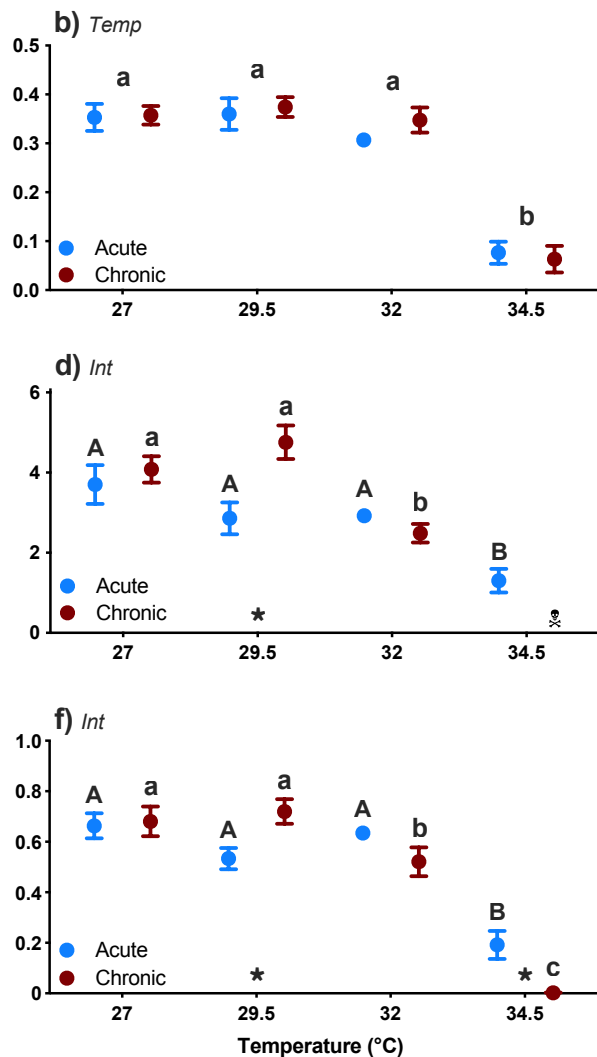 b) Temp
0.5
a a a
0.4
0.3
0.2
b
0.1
Acute
Chronic
0.0
27 29.5 32 34.5
d) Int
6
a
A a
A A
4
b
B
2
Acute
Chronic
*
0
27 29.5 32 34.5
f) Int
1.0
A a a
A A
0.8
b
0.6
0.4
B
0.2
Acute
Chronic
* * c
0
27 29.5 32 34.5
Temperature (°C)